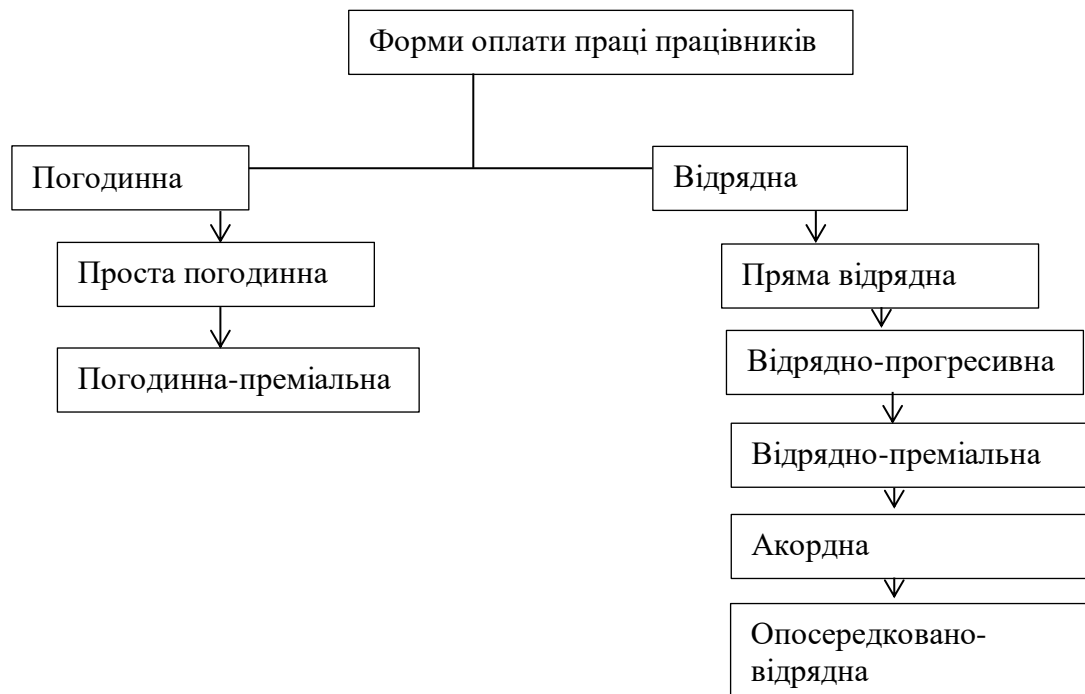 Форми оплати праці працівників
Погодинна
Відрядна
Проста погодинна
Пряма відрядна
Погодинна-преміальна
Відрядно-прогресивна
Відрядно-преміальна
Акордна
Опосередковано-
відрядна